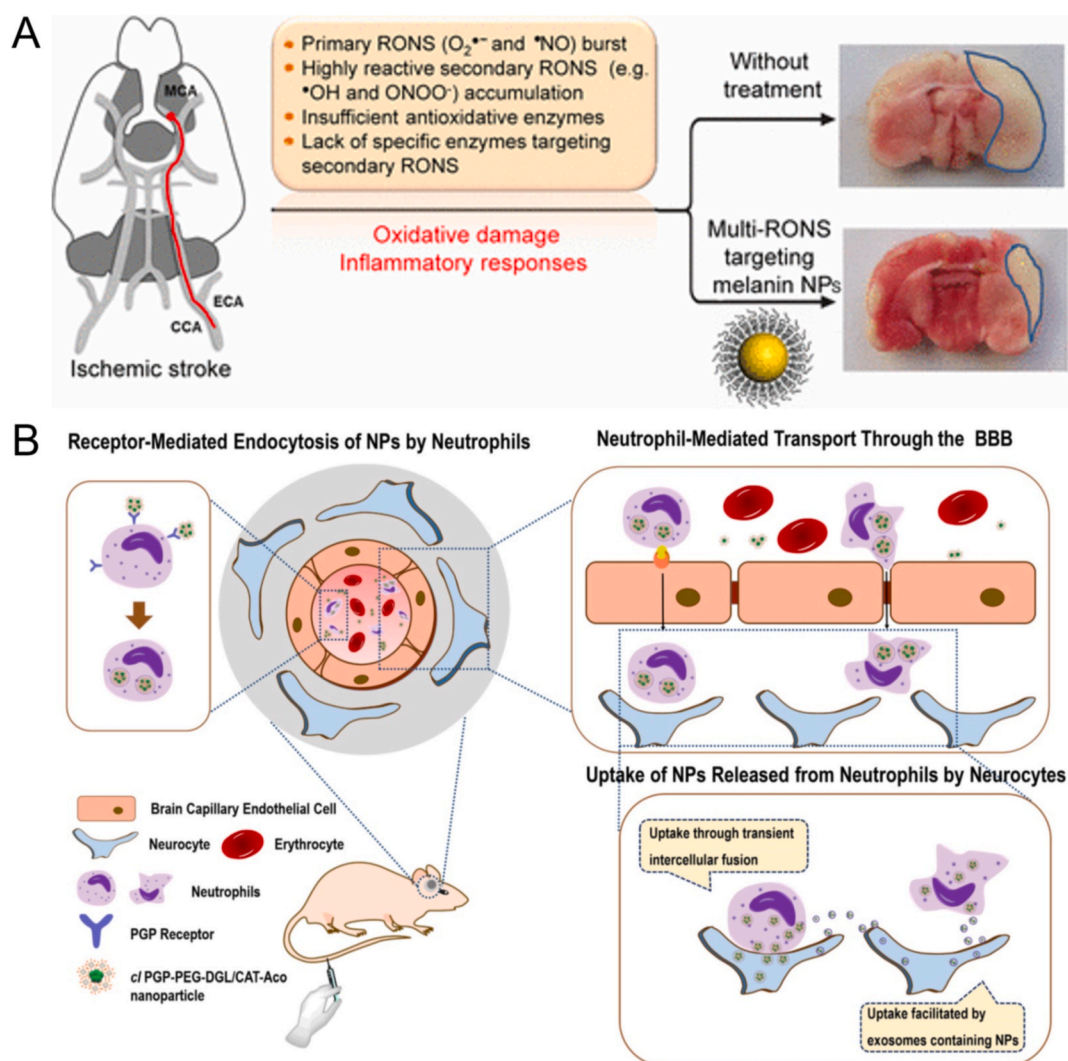 A
MCA
ECA
CCA
Ischemic stroke
• Primary RONS (O₂•⁻ and •NO) burst
• Highly reactive secondary RONS (e.g.
•OH and ONOO⁻) accumulation
• Insufficient antioxidative enzymes
• Lack of specific enzymes targeting
secondary RONS
Oxidative damage
Inflammatory responses
Without
treatment
Multi-RONS
targeting
melanin NPs
B
Receptor-Mediated Endocytosis of NPs by Neutrophils
Neutrophil-Mediated Transport Through the BBB
Brain Capillary Endothelial Cell
Neurocyte
Erythrocyte
Neutrophils
PGP Receptor
cl PGP-PEG-DGL/CAT-Aco
nanoparticle
Uptake of NPs Released from Neutrophils by Neurocytes
Uptake through transient
intercellular fusion
Uptake facilitated by
exosomes containing NPs